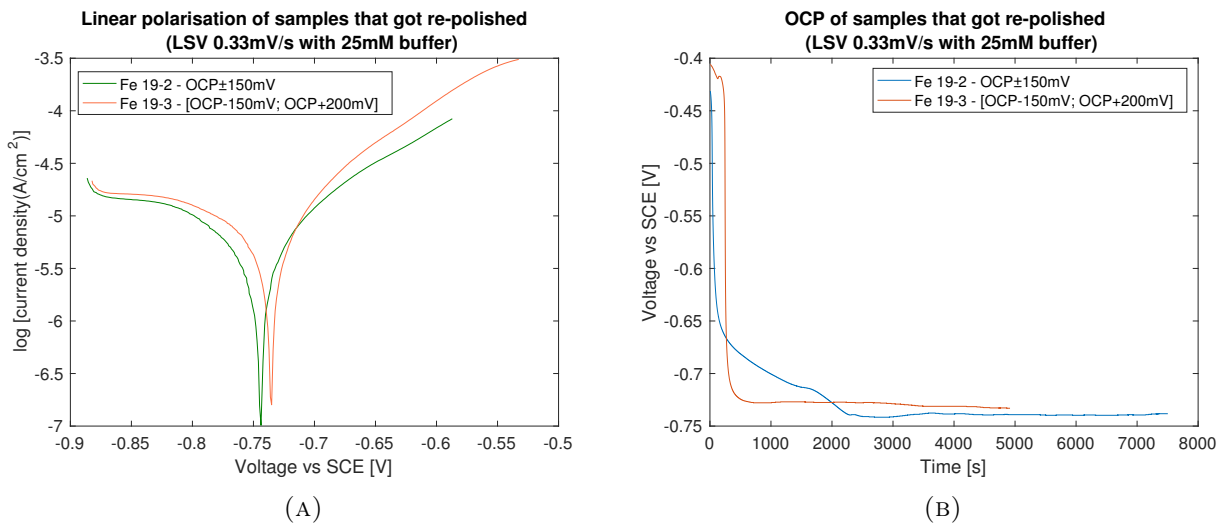 Linear polarisation of samples that got re-polished
(LSV 0.33mV/s with 25mM buffer)
Fe 19-2 - OCP±150mV
Fe 19-3 - [OCP-150mV; OCP+200mV]
log [current density(A/cm²)]
-3.5
-4
-4.5
-5
-5.5
-6
-6.5
-7
-0.9
-0.85
-0.8
-0.75
-0.7
-0.65
-0.6
-0.55
-0.5
Voltage vs SCE [V]
(A)
OCP of samples that got re-polished
(LSV 0.33mV/s with 25mM buffer)
Fe 19-2 - OCP±150mV
Fe 19-3 - [OCP-150mV; OCP+200mV]
Voltage vs SCE [V]
-0.4
-0.45
-0.5
-0.55
-0.6
-0.65
-0.7
-0.75
0
1000
2000
3000
4000
5000
6000
7000
8000
Time [s]
(B)